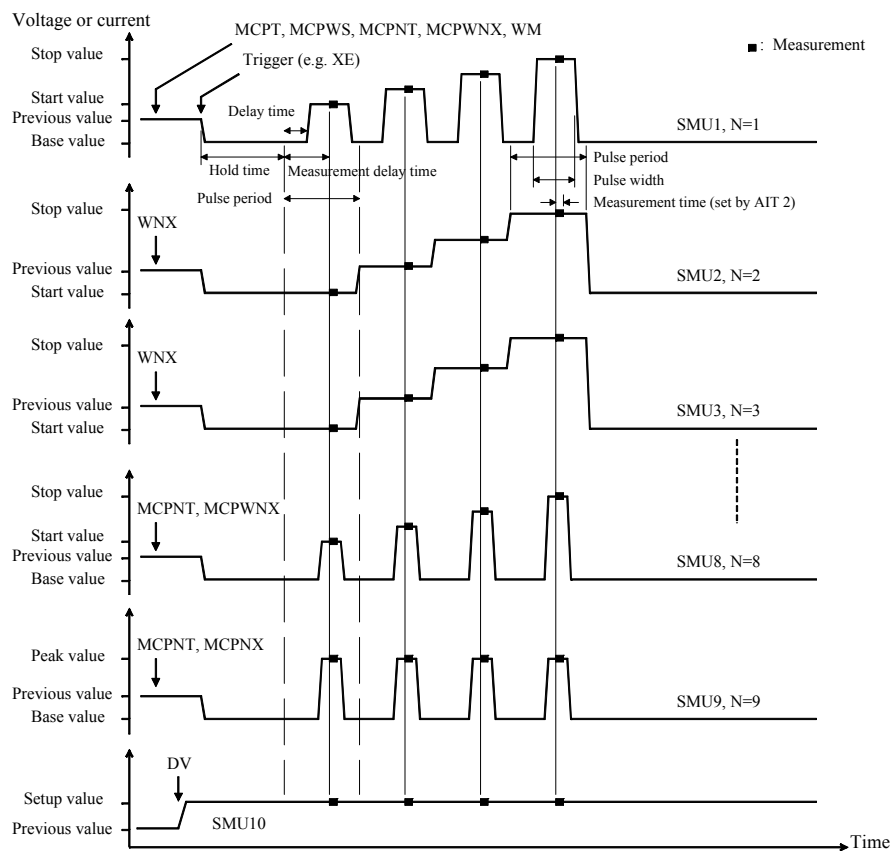 Voltage or current
MCPT, MCPWS, MCPNT, MCPWNX, WM
Stop value
■ : Measurement
Trigger (e.g. XE)
Start value
Delay time
Previous value
SMU1, N=1
Base value
Hold time
Measurement delay time
Pulse period
Pulse period
Pulse width
Measurement time (set by AIT 2)
Stop value
WNX
Previous value
SMU2, N=2
Start value
Stop value
WNX
Previous value
SMU3, N=3
Start value
Stop value
MCPNT, MCPWNX
Start value
Previous value
SMU8, N=8
Base value
MCPNT, MCPNX
Peak value
Previous value
SMU9, N=9
Base value
DV
Setup value
SMU10
Previous value
Time